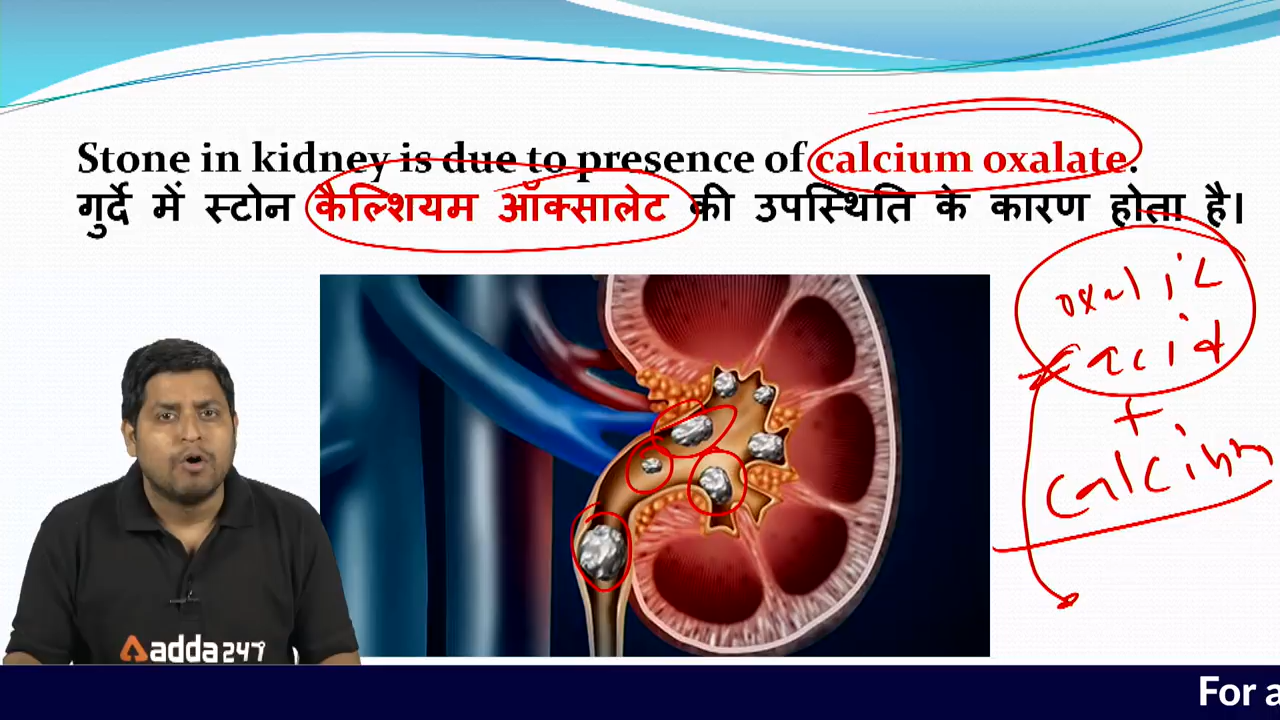 Stone in kidney is due to presence of calcium oxalate.
गुर्दे में स्टोन कैल्शियम ऑक्सालेट की उपस्थिति के कारण होता है।
oxalic
acid
+
calcium
adda247
For a